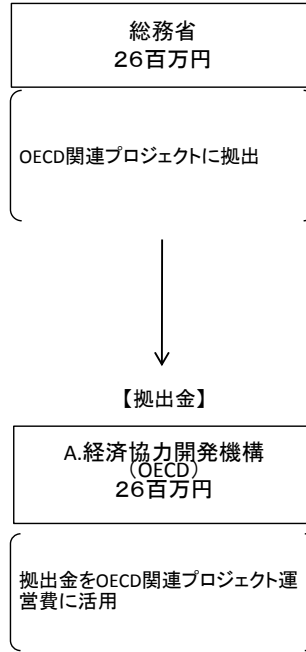 総務省
26百万円
OECD関連プロジェクトに拠出
【拠出金】
A.経済協力開発機構
(OECD)
26百万円
拠出金をOECD関連プロジェクト運
営費に活用